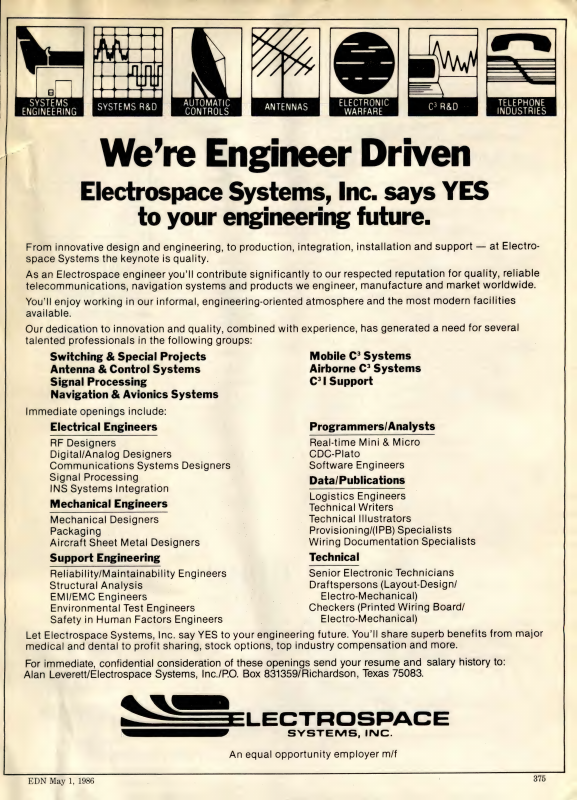 SYSTEMS
ENGINEERING
SYSTEMS R&D
AUTOMATIC
CONTROLS
ANTENNAS
ELECTRONIC
WARFARE
C³ R&D
TELEPHONE
INDUSTRIES
We're Engineer Driven
Electrospace Systems, Inc. says YES
to your engineering future.
From innovative design and engineering, to production, integration, installation and support — at Electro-
space Systems the keynote is quality.
As an Electrospace engineer you'll contribute significantly to our respected reputation for quality, reliable
telecommunications, navigation systems and products we engineer, manufacture and market worldwide.
You'll enjoy working in our informal, engineering-oriented atmosphere and the most modern facilities
available.
Our dedication to innovation and quality, combined with experience, has generated a need for several
talented professionals in the following groups:
Switching & Special Projects
Antenna & Control Systems
Signal Processing
Navigation & Avionics Systems
Mobile C³ Systems
Airborne C³ Systems
C³I Support
Immediate openings include:
Electrical Engineers
RF Designers
Digital/Analog Designers
Communications Systems Designers
Signal Processing
INS Systems Integration
Mechanical Engineers
Mechanical Designers
Packaging
Aircraft Sheet Metal Designers
Support Engineering
Reliability/Maintainability Engineers
Structural Analysis
EMI/EMC Engineers
Environmental Test Engineers
Safety in Human Factors Engineers
Programmers/Analysts
Real-time Mini & Micro
CDC-Plato
Software Engineers
Data/Publications
Logistics Engineers
Technical Writers
Technical Illustrators
Provisioning/(IPB) Specialists
Wiring Documentation Specialists
Technical
Senior Electronic Technicians
Draftspersons (Layout-Design/
Electro-Mechanical)
Checkers (Printed Wiring Board/
Electro-Mechanical)
Let Electrospace Systems, Inc. say YES to your engineering future. You'll share superb benefits from major
medical and dental to profit sharing, stock options, top industry compensation and more.
For immediate, confidential consideration of these openings send your resume and salary history to:
Alan Leverett/Electrospace Systems, Inc./P.O. Box 831359/Richardson, Texas 75083.
ELECTROSPACE
SYSTEMS, INC.
An equal opportunity employer m/f
EDN May 1, 1986
375